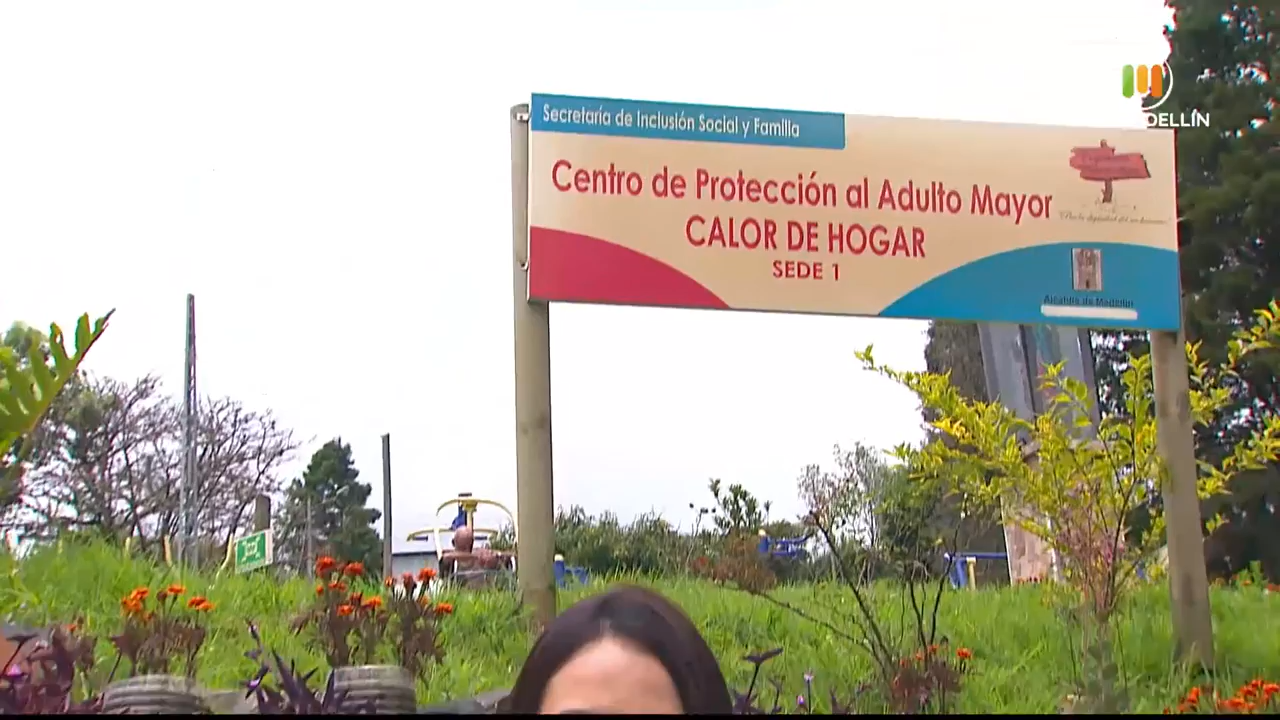 Secretaría de Inclusión Social y Familia
Centro de Protección al Adulto Mayor
CALOR DE HOGAR
SEDE 1
Alcaldía de Medellín
DELLÍN